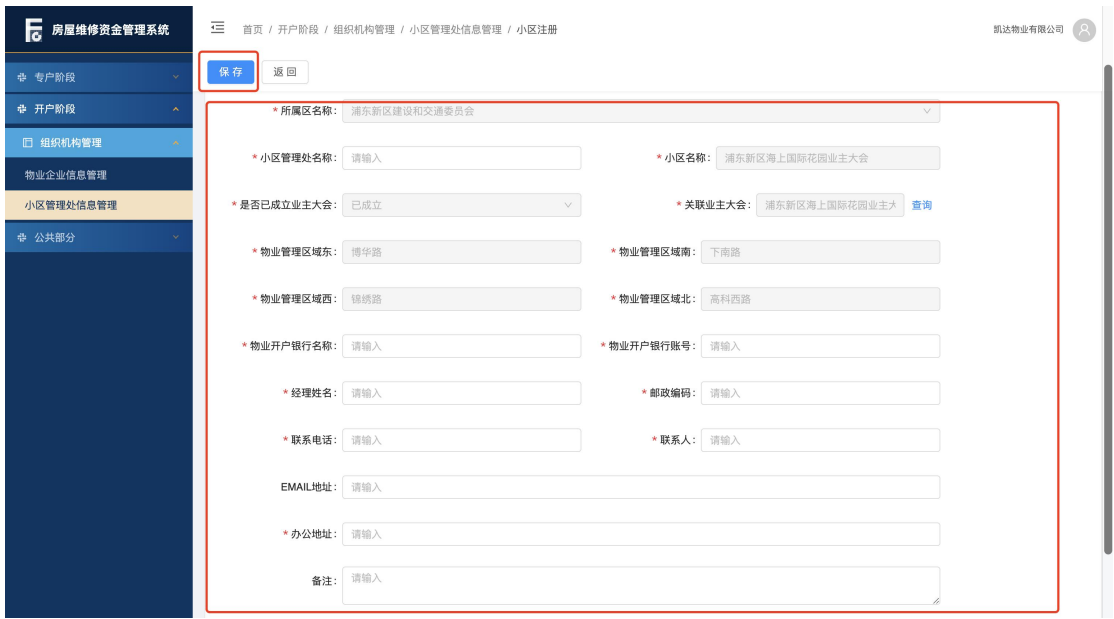 房屋维修资金管理系统
首页 / 开户阶段 / 组织机构管理 / 小区管理处信息管理 / 小区注册
凯达物业有限公司
专户阶段
开户阶段
组织机构管理
物业企业信息管理
小区管理处信息管理
公共部分
保存 返回
* 所属区名称: 浦东新区建设和交通委员会
* 小区管理处名称: 请输入 * 小区名称: 浦东新区海上国际花园业主大会
* 是否已成立业主大会: 已成立 * 关联业主大会: 浦东新区海上国际花园业主大 查询
* 物业管理区域东: 博华路 * 物业管理区域南: 下南路
* 物业管理区域西: 锦绣路 * 物业管理区域北: 高科西路
* 物业开户银行名称: 请输入 * 物业开户银行账号: 请输入
* 经理姓名: 请输入 * 邮政编码: 请输入
* 联系电话: 请输入 * 联系人: 请输入
EMAIL地址: 请输入
* 办公地址: 请输入
备注: 请输入